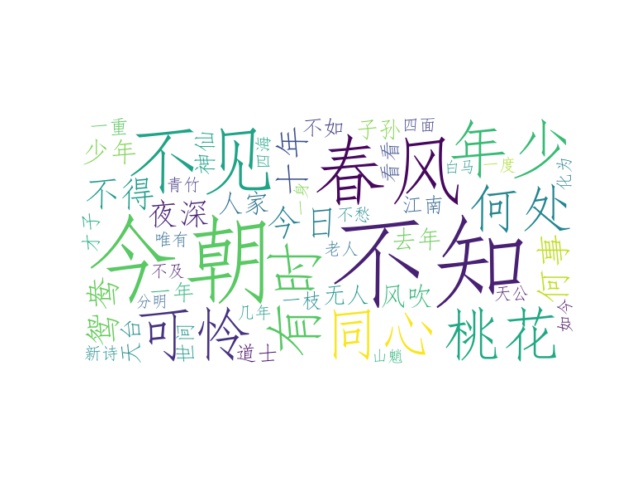 一重
不见
不如
子孙
四面
少年
神仙
四海
十年
春风
看看
年少
白马
一度
化为
不得
青竹
人家
一身
江南
何处
才子
夜深
今日
不愁
唯有
今朝
有时
老人
不知
去年
何事
不及
鸳鸯
一年
分明
几年
一枝
无人
风吹
天公
如今
可怜
同心
桃花
新诗
天台
世间
道士
山魈